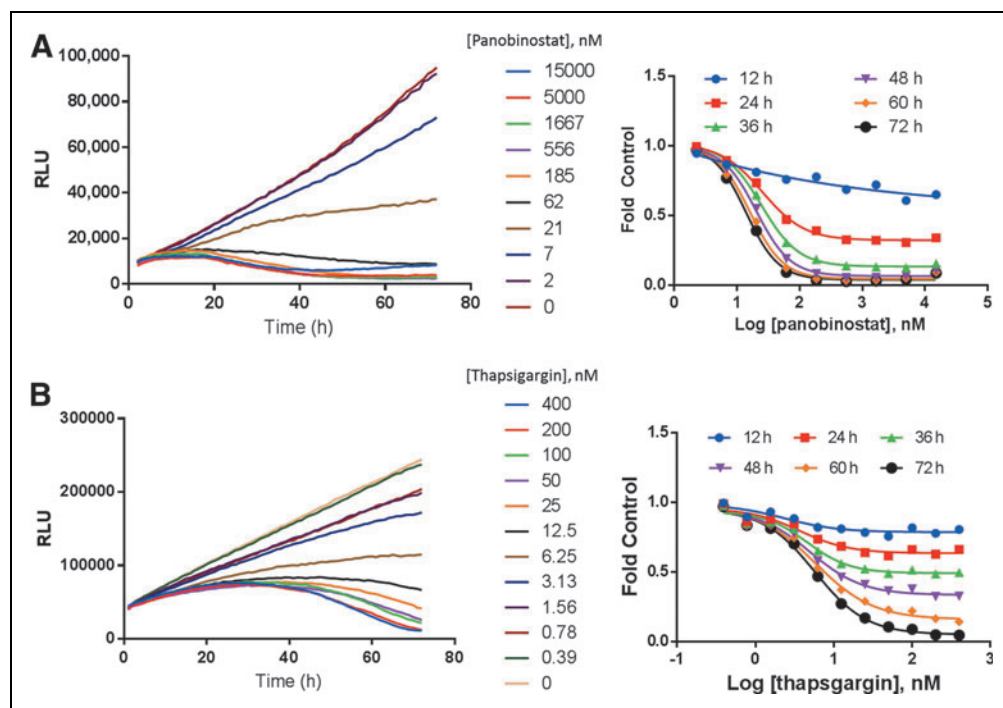 A
[Panobinostat], nM
100,000
80,000
60,000
40,000
20,000
0
RLU
0 20 40 60 80
Time (h)
15000
5000
1667
556
185
62
21
7
2
0
1.5
1.0
0.5
0.0
Fold Control
12 h 48 h
24 h 60 h
36 h 72 h
0 1 2 3 4 5
Log [panobinostat], nM
B
[Thapsigargin], nM
300000
200000
100000
0
RLU
0 20 40 60 80
Time (h)
400
200
100
50
25
12.5
6.25
3.13
1.56
0.78
0.39
0
1.5
1.0
0.5
0.0
Fold Control
12 h 24 h 36 h
48 h 60 h 72 h
-1 0 1 2 3
Log [thapsgargin], nM